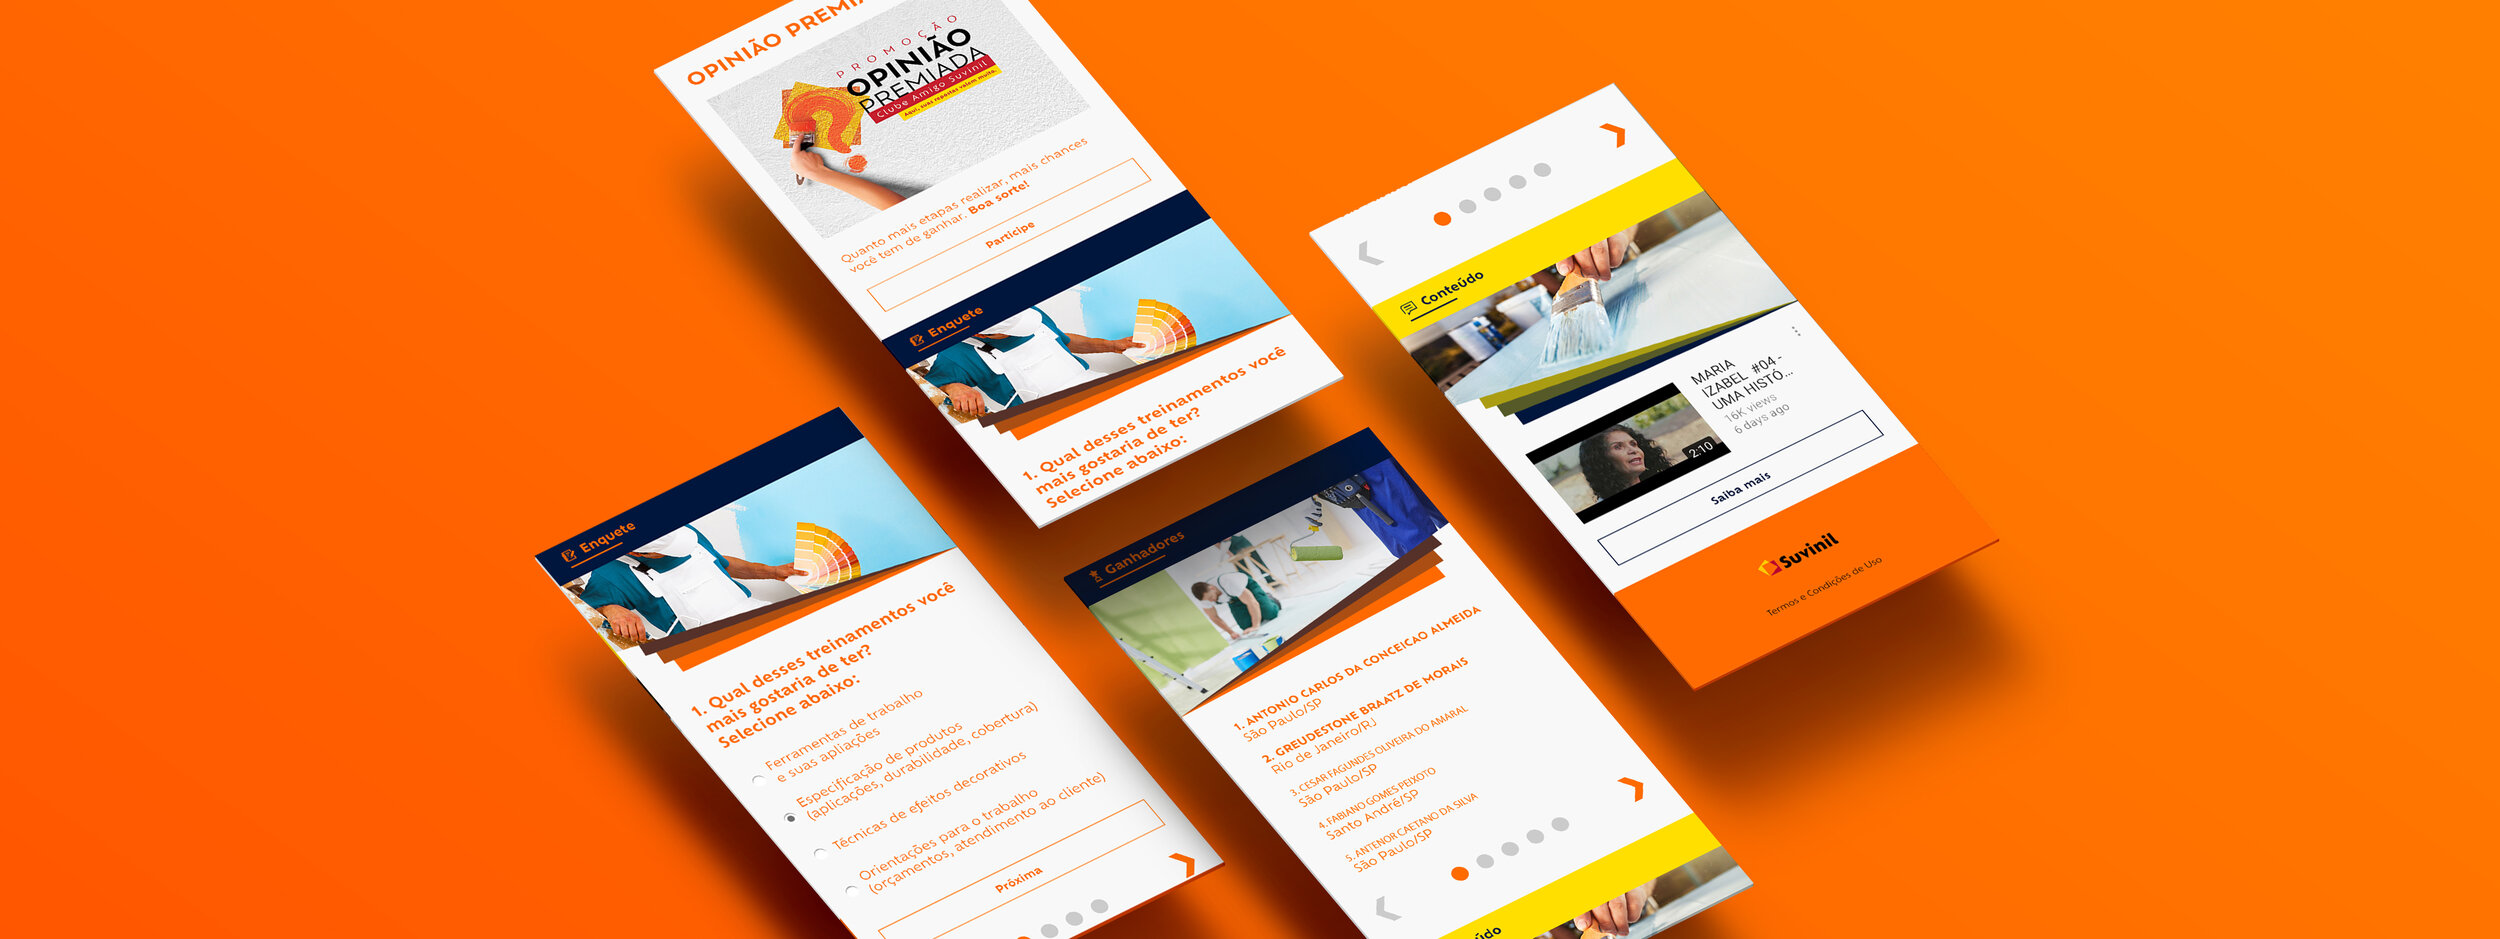 OPINIÃO PREMIA
PROMOÇÃO
OPINIÃO
PREMIADA
Clube Amigo Suvinil
Aqui, suas repostas valem muito.
Quanto mais etapas realizar, mais chances
você tem de ganhar. Boa sorte!
Participe
Enquete
1. Qual desses treinamentos você
mais gostaria de ter?
Selecione abaixo:
Enquete
1. Qual desses treinamentos você
mais gostaria de ter?
Selecione abaixo:
Ferramentas de trabalho
e suas apliações
Especificação de produtos
(aplicações, durabilidade, cobertura)
Técnicas de efeitos decorativos
Orientações para o trabalho
(orçamentos, atendimento ao cliente)
Próxima
Ganhadores
1. ANTONIO CARLOS DA CONCEICAO ALMEIDA
São Paulo/SP
2. GREUDESTONE BRAATZ DE MORAIS
Rio de Janeiro/RJ
3. CESAR FAGUNDES OLIVEIRA DO AMARAL
São Paulo/SP
4. FABIANO GOMES PEIXOTO
Santo André/SP
5. ANTENOR CAETANO DA SILVA
São Paulo/SP
údo
Conteúdo
MARIA
IZABEL #04 -
UMA HISTÓ...
16K views
6 days ago
2:10
Saiba mais
Suvinil
Termos e Condições de Uso